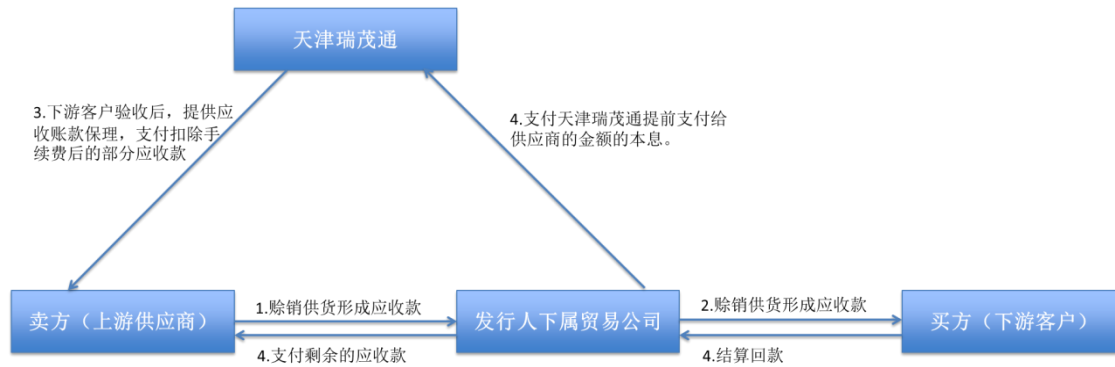 天津瑞茂通
3.下游客户验收后，提供应
收账款保理，支付扣除手
续费后的部分应收款
4.支付天津瑞茂通提前支付给
供应商的金额的本息。
卖方（上游供应商）
1.赊销供货形成应收款
4.支付剩余的应收款
发行人下属贸易公司
2.赊销供货形成应收款
4.结算回款
买方（下游客户）